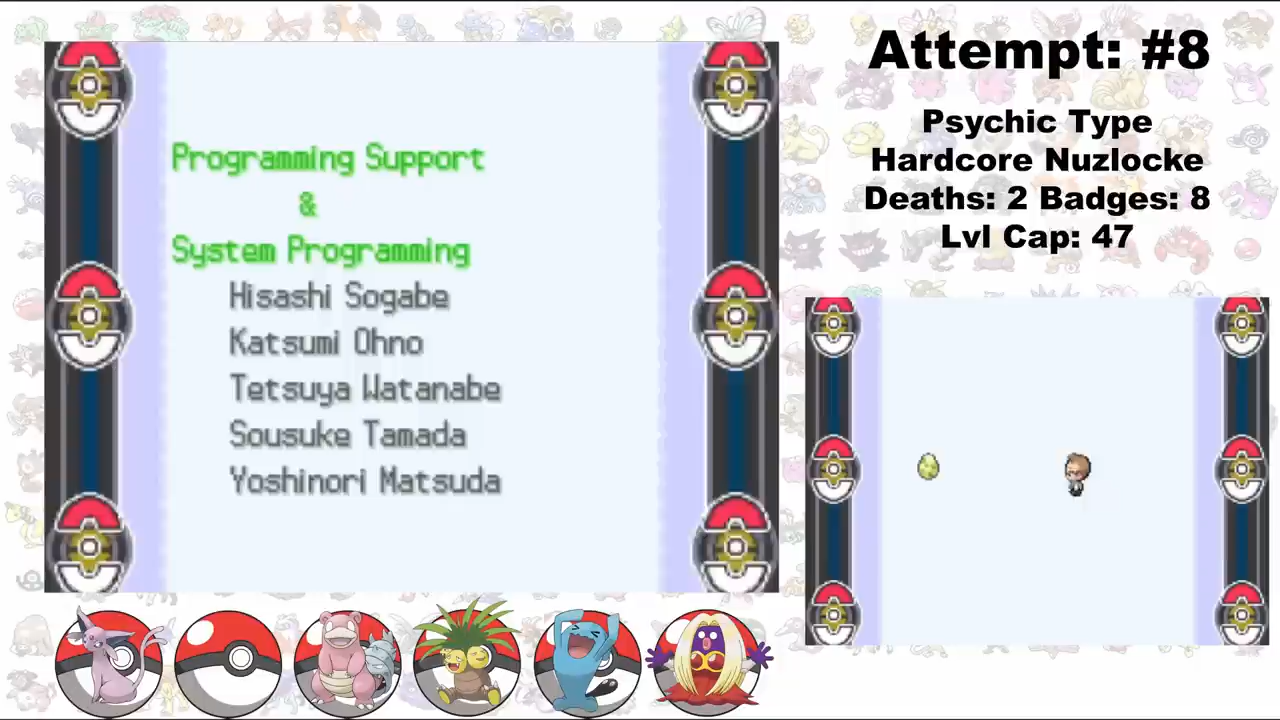 Programming Support
&
System Programming
Hisashi Sogabe
Katsumi Ohno
Tetsuya Watanabe
Sousuke Tamada
Yoshinori Matsuda
Attempt: #8
Psychic Type
Hardcore Nuzlocke
Deaths: 2 Badges: 8
Lvl Cap: 47